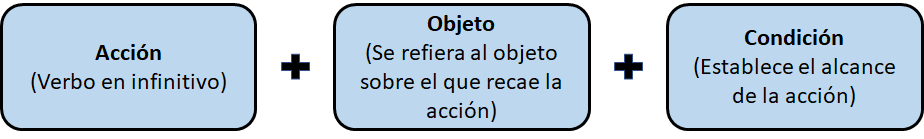 Acción
(Verbo en infinitivo)
Objeto
(Se refiera al objeto
sobre el que recae la
acción)
Condición
(Establece el alcance
de la acción)